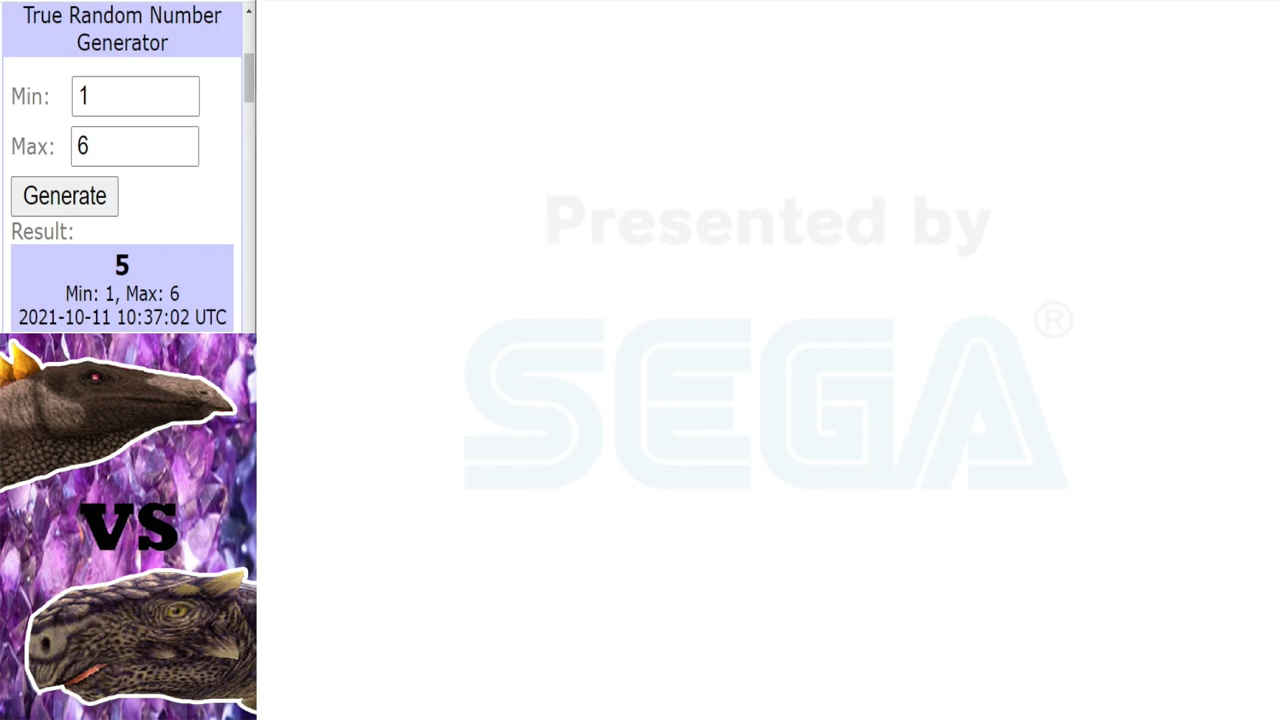 True Random Number
Generator
Min: 1
Max: 6
Generate
Result:
5
Min: 1, Max: 6
2021-10-11 10:37:02 UTC
vs
Presented by
SEGA®